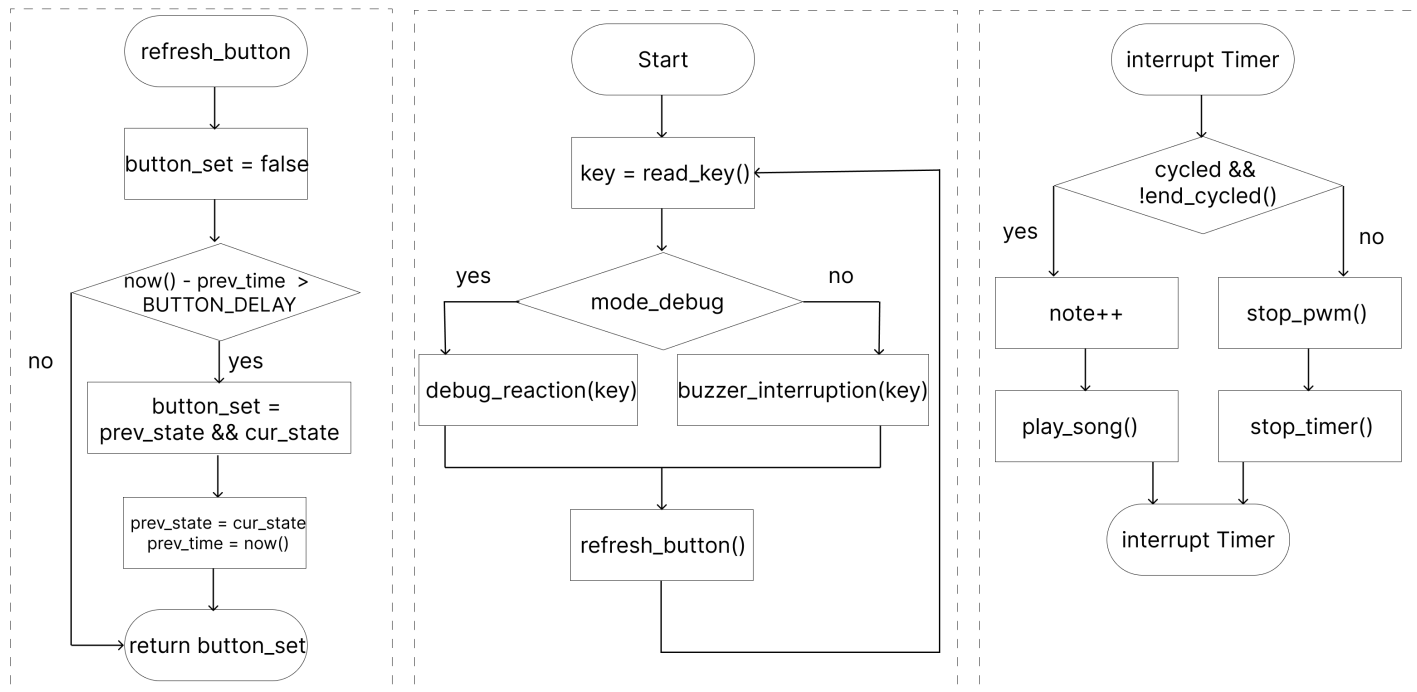 refresh_button
button_set = false
now() - prev_time >
BUTTON_DELAY
no
yes
button_set =
prev_state && cur_state
prev_state = cur_state
prev_time = now()
return button_set
Start
key = read_key()
yes
no
mode_debug
debug_reaction(key)
buzzer_interruption(key)
refresh_button()
interrupt Timer
cycled &&
!end_cycled()
yes
no
note++
stop_pwm()
play_song()
stop_timer()
interrupt Timer